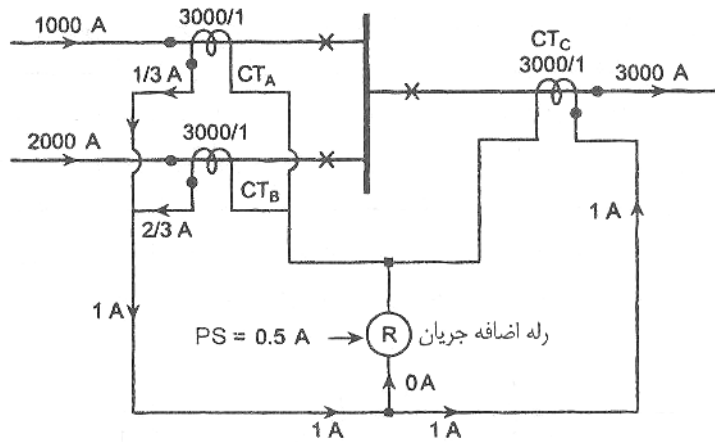 1000 A
3000/1
CT_C
3000/1
3000 A
1/3 A
CT_A
3000/1
2000 A
CT_B
2/3 A
1 A
1 A
PS = 0.5 A
R
رله اضافه جریان
0 A
1 A
1 A